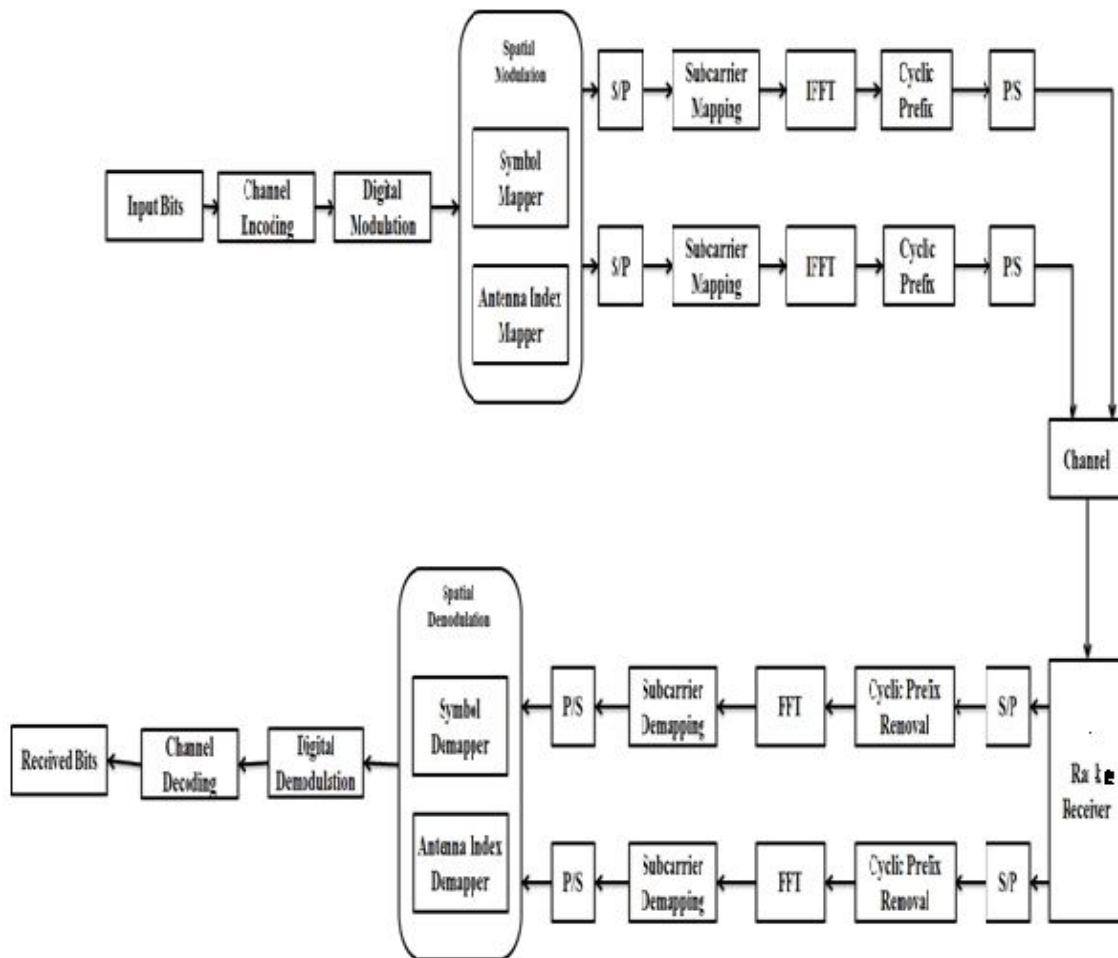 Spatial
Modulation
Symbol
Mapper
Antenna Index
Mapper
Input Bits
Channel
Encoding
Digital
Modulation
S/P
Subcarrier
Mapping
IFFT
Cyclic
Prefix
P/S
S/P
Subcarrier
Mapping
IFFT
Cyclic
Prefix
P/S
Channel
Spatial
Demodulation
Symbol
Demapper
Antenna Index
Demapper
P/S
Subcarrier
Demapping
FFT
Cyclic Prefix
Removal
S/P
Rake
Receiver
Received Bits
Channel
Decoding
Digital
Demodulation
P/S
Subcarrier
Demapping
FFT
Cyclic Prefix
Removal
S/P